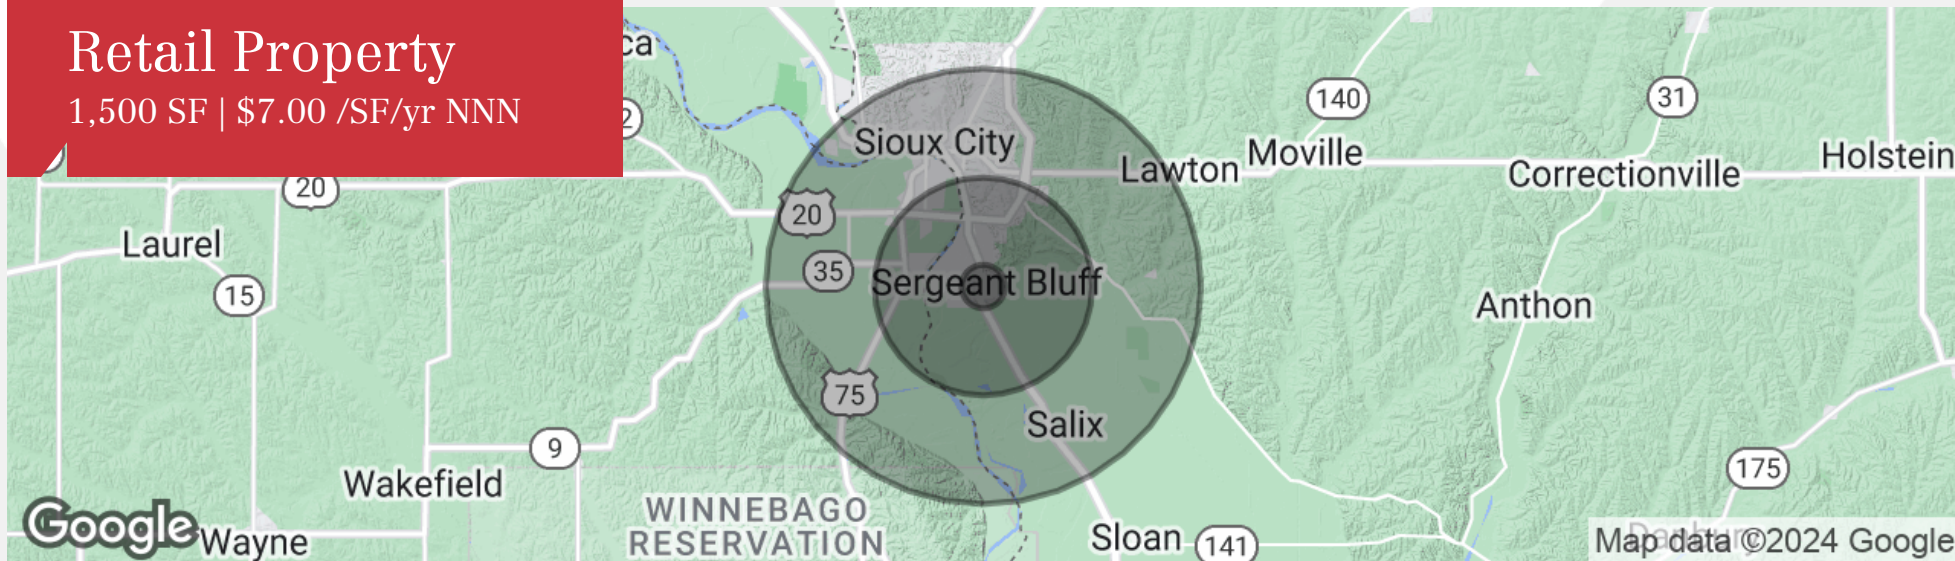 Retail Property
1,500 SF | $7.00 /SF/yr NNN
Sioux City
140
31
Lawton
Moville
Correctionville
Holstein
20
20
Laurel
35
Sergeant Bluff
15
Anthon
75
Salix
9
Wakefield
175
WINNEBAGO
RESERVATION
Google
Wayne
Sloan
141
Map data ©2024 Google